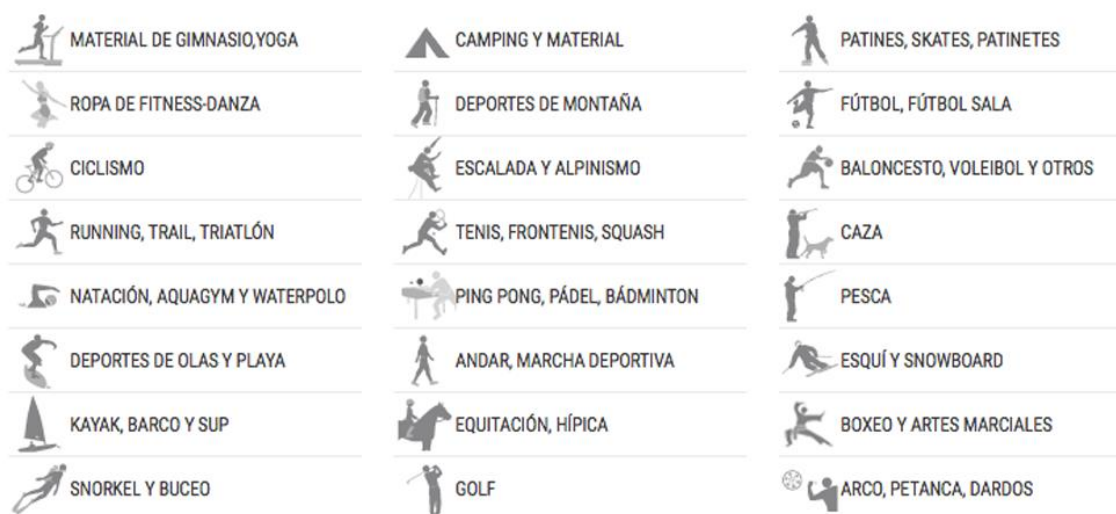 MATERIAL DE GIMNASIO,YOGA
ROPA DE FITNESS-DANZA
CICLISMO
RUNNING, TRAIL, TRIATLÓN
NATACIÓN, AQUAGYM Y WATERPOLO
DEPORTES DE OLAS Y PLAYA
KAYAK, BARCO Y SUP
SNORKEL Y BUCEO
CAMPING Y MATERIAL
DEPORTES DE MONTAÑA
ESCALADA Y ALPINISMO
TENIS, FRONTENIS, SQUASH
PING PONG, PÁDEL, BÁDMINTON
ANDAR, MARCHA DEPORTIVA
EQUITACIÓN, HÍPICA
GOLF
PATINES, SKATES, PATINETES
FÚTBOL, FÚTBOL SALA
BALONCESTO, VOLEIBOL Y OTROS
CAZA
PESCA
ESQUÍ Y SNOWBOARD
BOXEO Y ARTES MARCIALES
ARCO, PETANCA, DARDOS